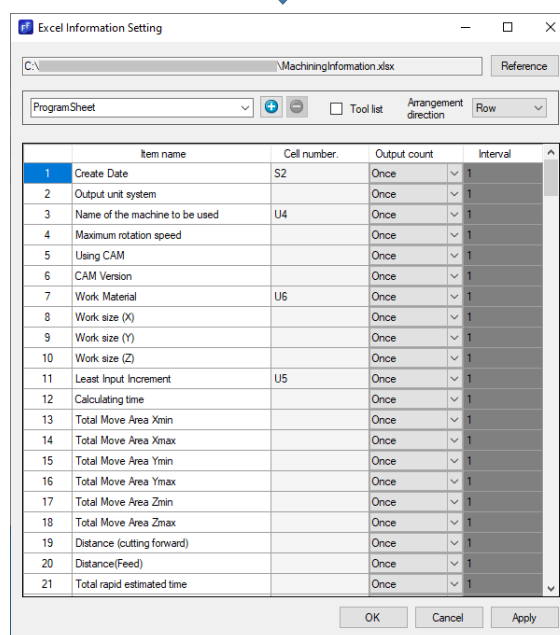 Excel Information Setting
C:\ \MachiningInformation.xlsx Reference
ProgramSheet Tool list Arrangement direction Row
Item name Cell number. Output count Interval
1 Create Date S2 Once 1
2 Output unit system Once 1
3 Name of the machine to be used U4 Once 1
4 Maximum rotation speed Once 1
5 Using CAM Once 1
6 CAM Version Once 1
7 Work Material U6 Once 1
8 Work size (X) Once 1
9 Work size (Y) Once 1
10 Work size (Z) Once 1
11 Least Input Increment U5 Once 1
12 Calculating time Once 1
13 Total Move Area Xmin Once 1
14 Total Move Area Xmax Once 1
15 Total Move Area Ymin Once 1
16 Total Move Area Ymax Once 1
17 Total Move Area Zmin Once 1
18 Total Move Area Zmax Once 1
19 Distance (cutting forward) Once 1
20 Distance(Feed) Once 1
21 Total rapid estimated time Once 1
OK Cancel Apply